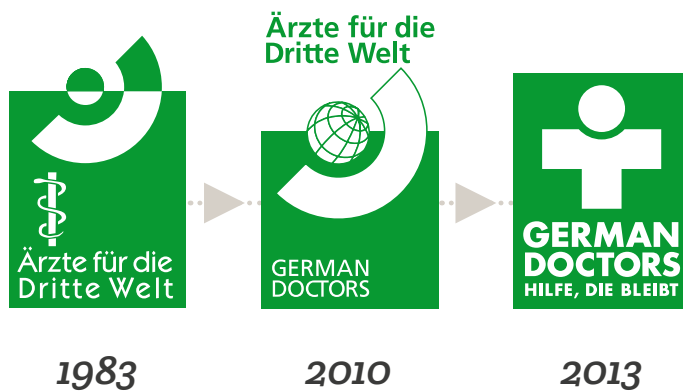 Ärzte für die
Dritte Welt
1983
Ärzte für die
Dritte Welt
GERMAN
DOCTORS
2010
GERMAN
DOCTORS
HILFE, DIE BLEIBT
2013